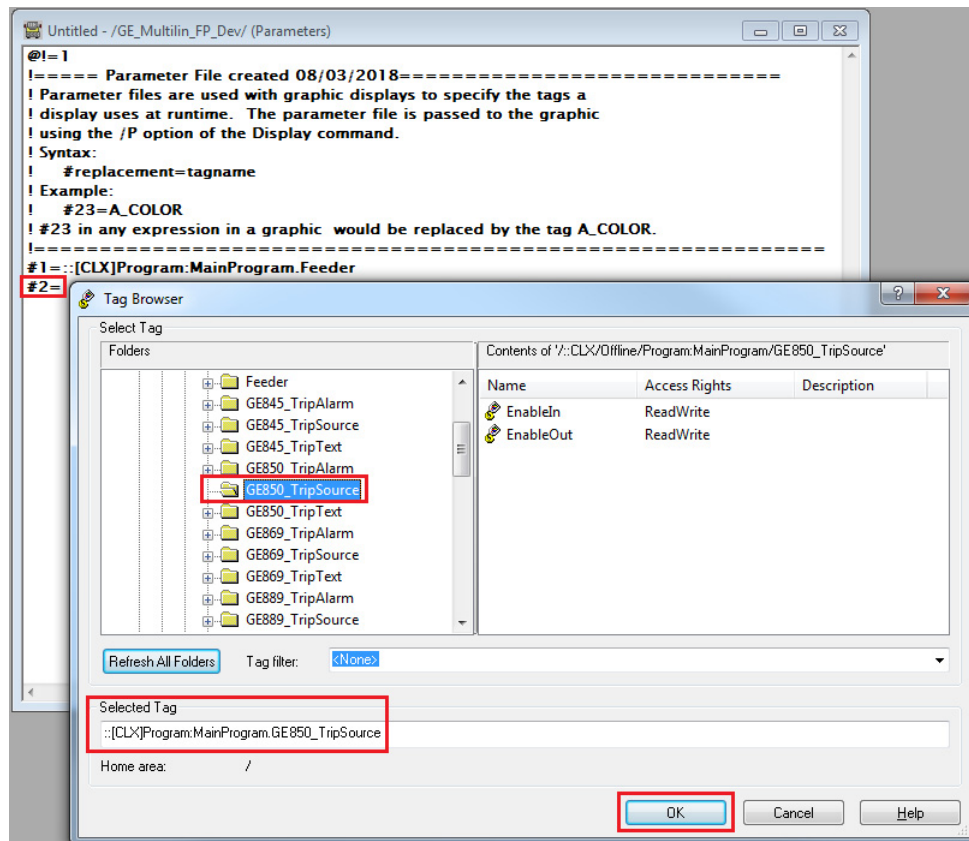 Untitled - /GE_Multilin_FP_Dev/ (Parameters)
@!=1
!===== Parameter File created 08/03/2018==============================
! Parameter files are used with graphic displays to specify the tags a
! display uses at runtime.  The parameter file is passed to the graphic
! using the /P option of the Display command.
! Syntax:
!    #replacement=tagname
! Example:
!    #23=A_COLOR
! #23 in any expression in a graphic  would be replaced by the tag A_COLOR.
!==============================================================
#1=::[CLX]Program:MainProgram.Feeder
#2=
Tag Browser
Select Tag
Folders
Contents of '/::CLX/Offline/Program:MainProgram/GE850_TripSource'
Feeder
GE845_TripAlarm
GE845_TripSource
GE845_TripText
GE850_TripAlarm
GE850_TripSource
GE850_TripText
GE869_TripAlarm
GE869_TripSource
GE869_TripText
GE889_TripAlarm
GE889_TripSource
Name Access Rights Description
EnableIn ReadWrite
EnableOut ReadWrite
Refresh All Folders Tag filter: <None>
Selected Tag
::[CLX]Program:MainProgram.GE850_TripSource
Home area: /
OK Cancel Help